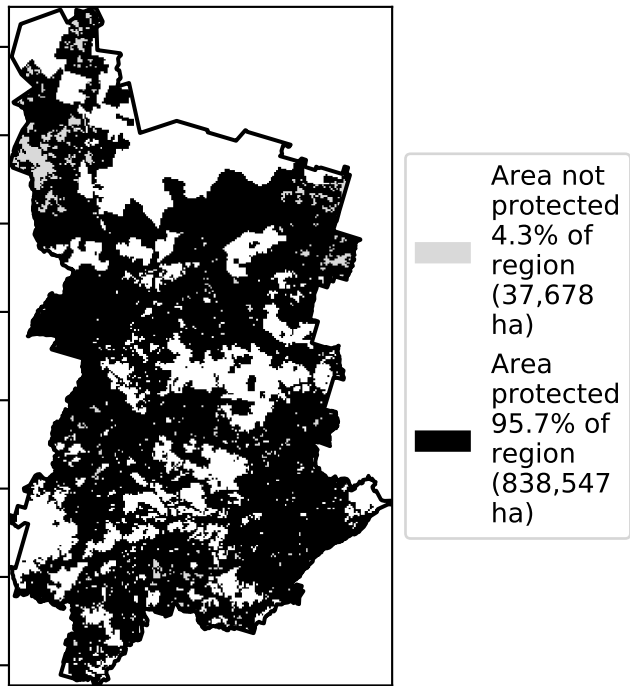 Area not
protected
4.3% of
region
(37,678
ha)
Area
protected
95.7% of
region
(838,547
ha)